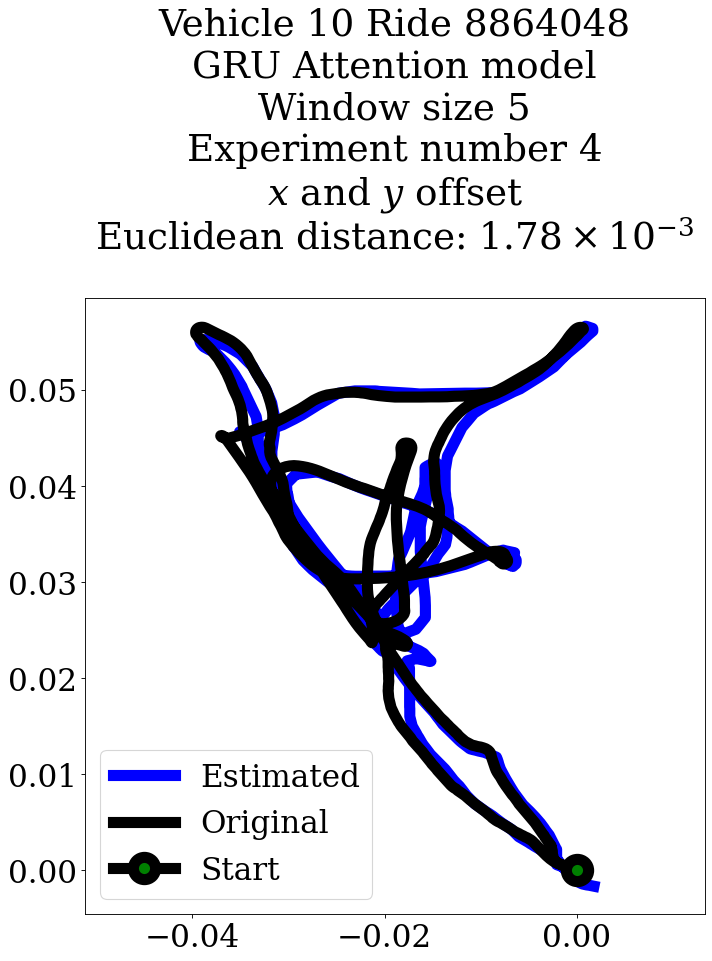 Vehicle 10 Ride 8864048
GRU Attention model
Window size 5
Experiment number 4
x and y offset
Euclidean distance: 1.78 × 10⁻³
0.05
0.04
0.03
0.02
0.01
0.00
Estimated
Original
Start
−0.04
−0.02
0.00